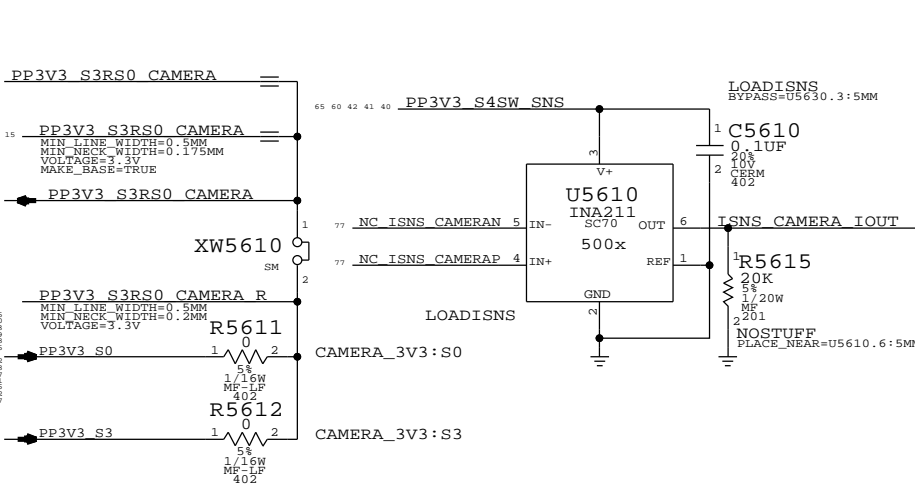 PP3V3_S3RS0_CAMERA
15 PP3V3_S3RS0_CAMERA
MIN_LINE_WIDTH=0.5MM
MIN_NECK_WIDTH=0.175MM
VOLTAGE=3.3V
MAKE_BASE=TRUE
PP3V3_S3RS0_CAMERA
XW5610
SM
1
2
PP3V3_S3RS0_CAMERA_R
MIN_LINE_WIDTH=0.5MM
MIN_NECK_WIDTH=0.2MM
VOLTAGE=3.3V
R5611
0
PP3V3_S0
1
2
5%
1/16W
MF-LF
402
CAMERA_3V3:S0
R5612
0
PP3V3_S3
1
2
5%
1/16W
MF-LF
402
CAMERA_3V3:S3
65 60 42 41 40 PP3V3_S4SW_SNS
3
V+
U5610
INA211
SC70
500x
77 NC_ISNS_CAMERAN 5 IN-
77 NC_ISNS_CAMERAP 4 IN+
OUT 6
REF 1
GND
2
LOADISNS
LOADISNS
BYPASS=U5630.3:5MM
1
C5610
0.1UF
20%
10V
2
CERM
402
ISNS_CAMERA_IOUT
1
R5615
20K
5%
1/20W
MF
201
2
NOSTUFF
PLACE_NEAR=U5610.6:5MM